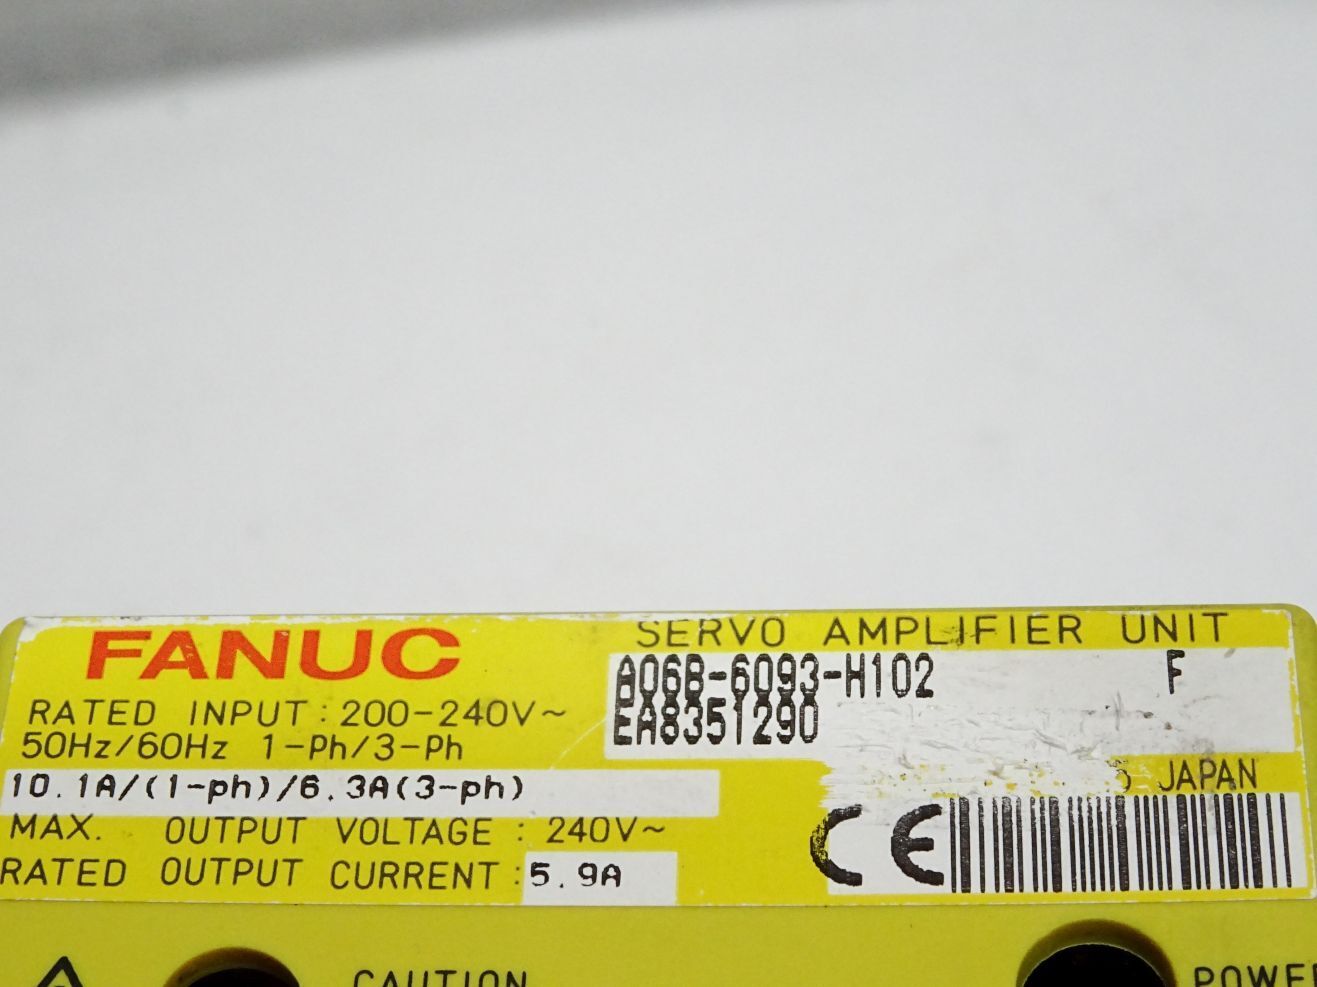 FANUC
SERVO AMPLIFIER UNIT
A06B-6093-H102 F
EA8351290
RATED INPUT : 200-240V~
50Hz/60Hz 1-Ph/3-Ph
10.1A/(1-ph)/6.3A(3-ph)
JAPAN
MAX. OUTPUT VOLTAGE : 240V~
CE
RATED OUTPUT CURRENT : 5.9A
CAUTION